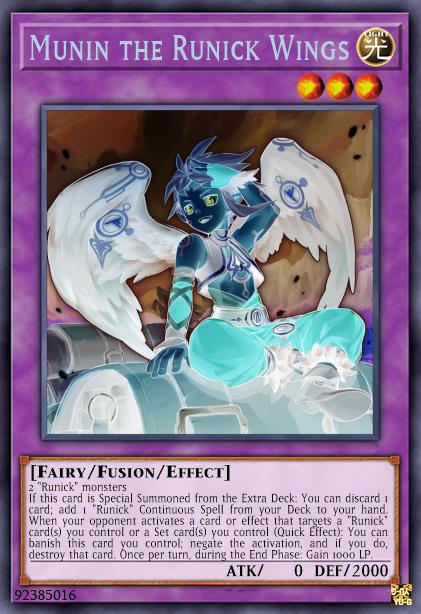 MUNIN THE RUNICK WINGS
LIGHT
光
[FAIRY/FUSION/EFFECT]
2 "Runick" monsters
If this card is Special Summoned from the Extra Deck: You can discard 1
card; add 1 "Runick" Continuous Spell from your Deck to your hand.
When your opponent activates a card or effect that targets a "Runick"
card(s) you control or a Set card(s) you control (Quick Effect): You can
banish this card you control; negate the activation, and if you do,
destroy that card. Once per turn, during the End Phase: Gain 1000 LP.
ATK/ 0 DEF/2000
92385016